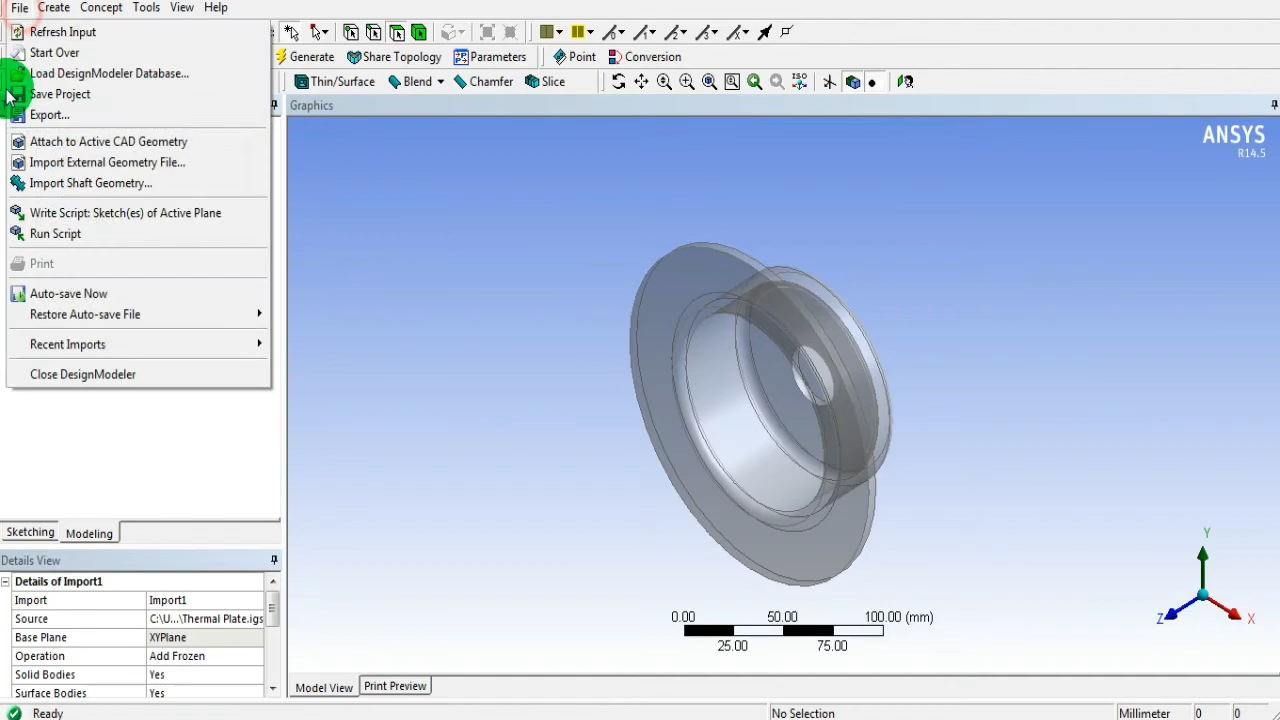 File Create Concept Tools View Help
Refresh Input
Start Over
Load DesignModeler Database...
Save Project
Export...
Attach to Active CAD Geometry
Import External Geometry File...
Import Shaft Geometry...
Write Script: Sketch(es) of Active Plane
Run Script
Print
Auto-save Now
Restore Auto-save File
Recent Imports
Close DesignModeler
Generate Share Topology Parameters Point Conversion
Thin/Surface Blend Chamfer Slice ISO
Graphics
ANSYS
R14.5
0.00 50.00 100.00 (mm)
25.00 75.00
Y
Z
X
Sketching Modeling
Details View
Details of Import1
Import Import1
Source C:\U...\Thermal Plate.igs
Base Plane XYPlane
Operation Add Frozen
Solid Bodies Yes
Surface Bodies Yes
Model View Print Preview
Ready No Selection Millimeter 0 0